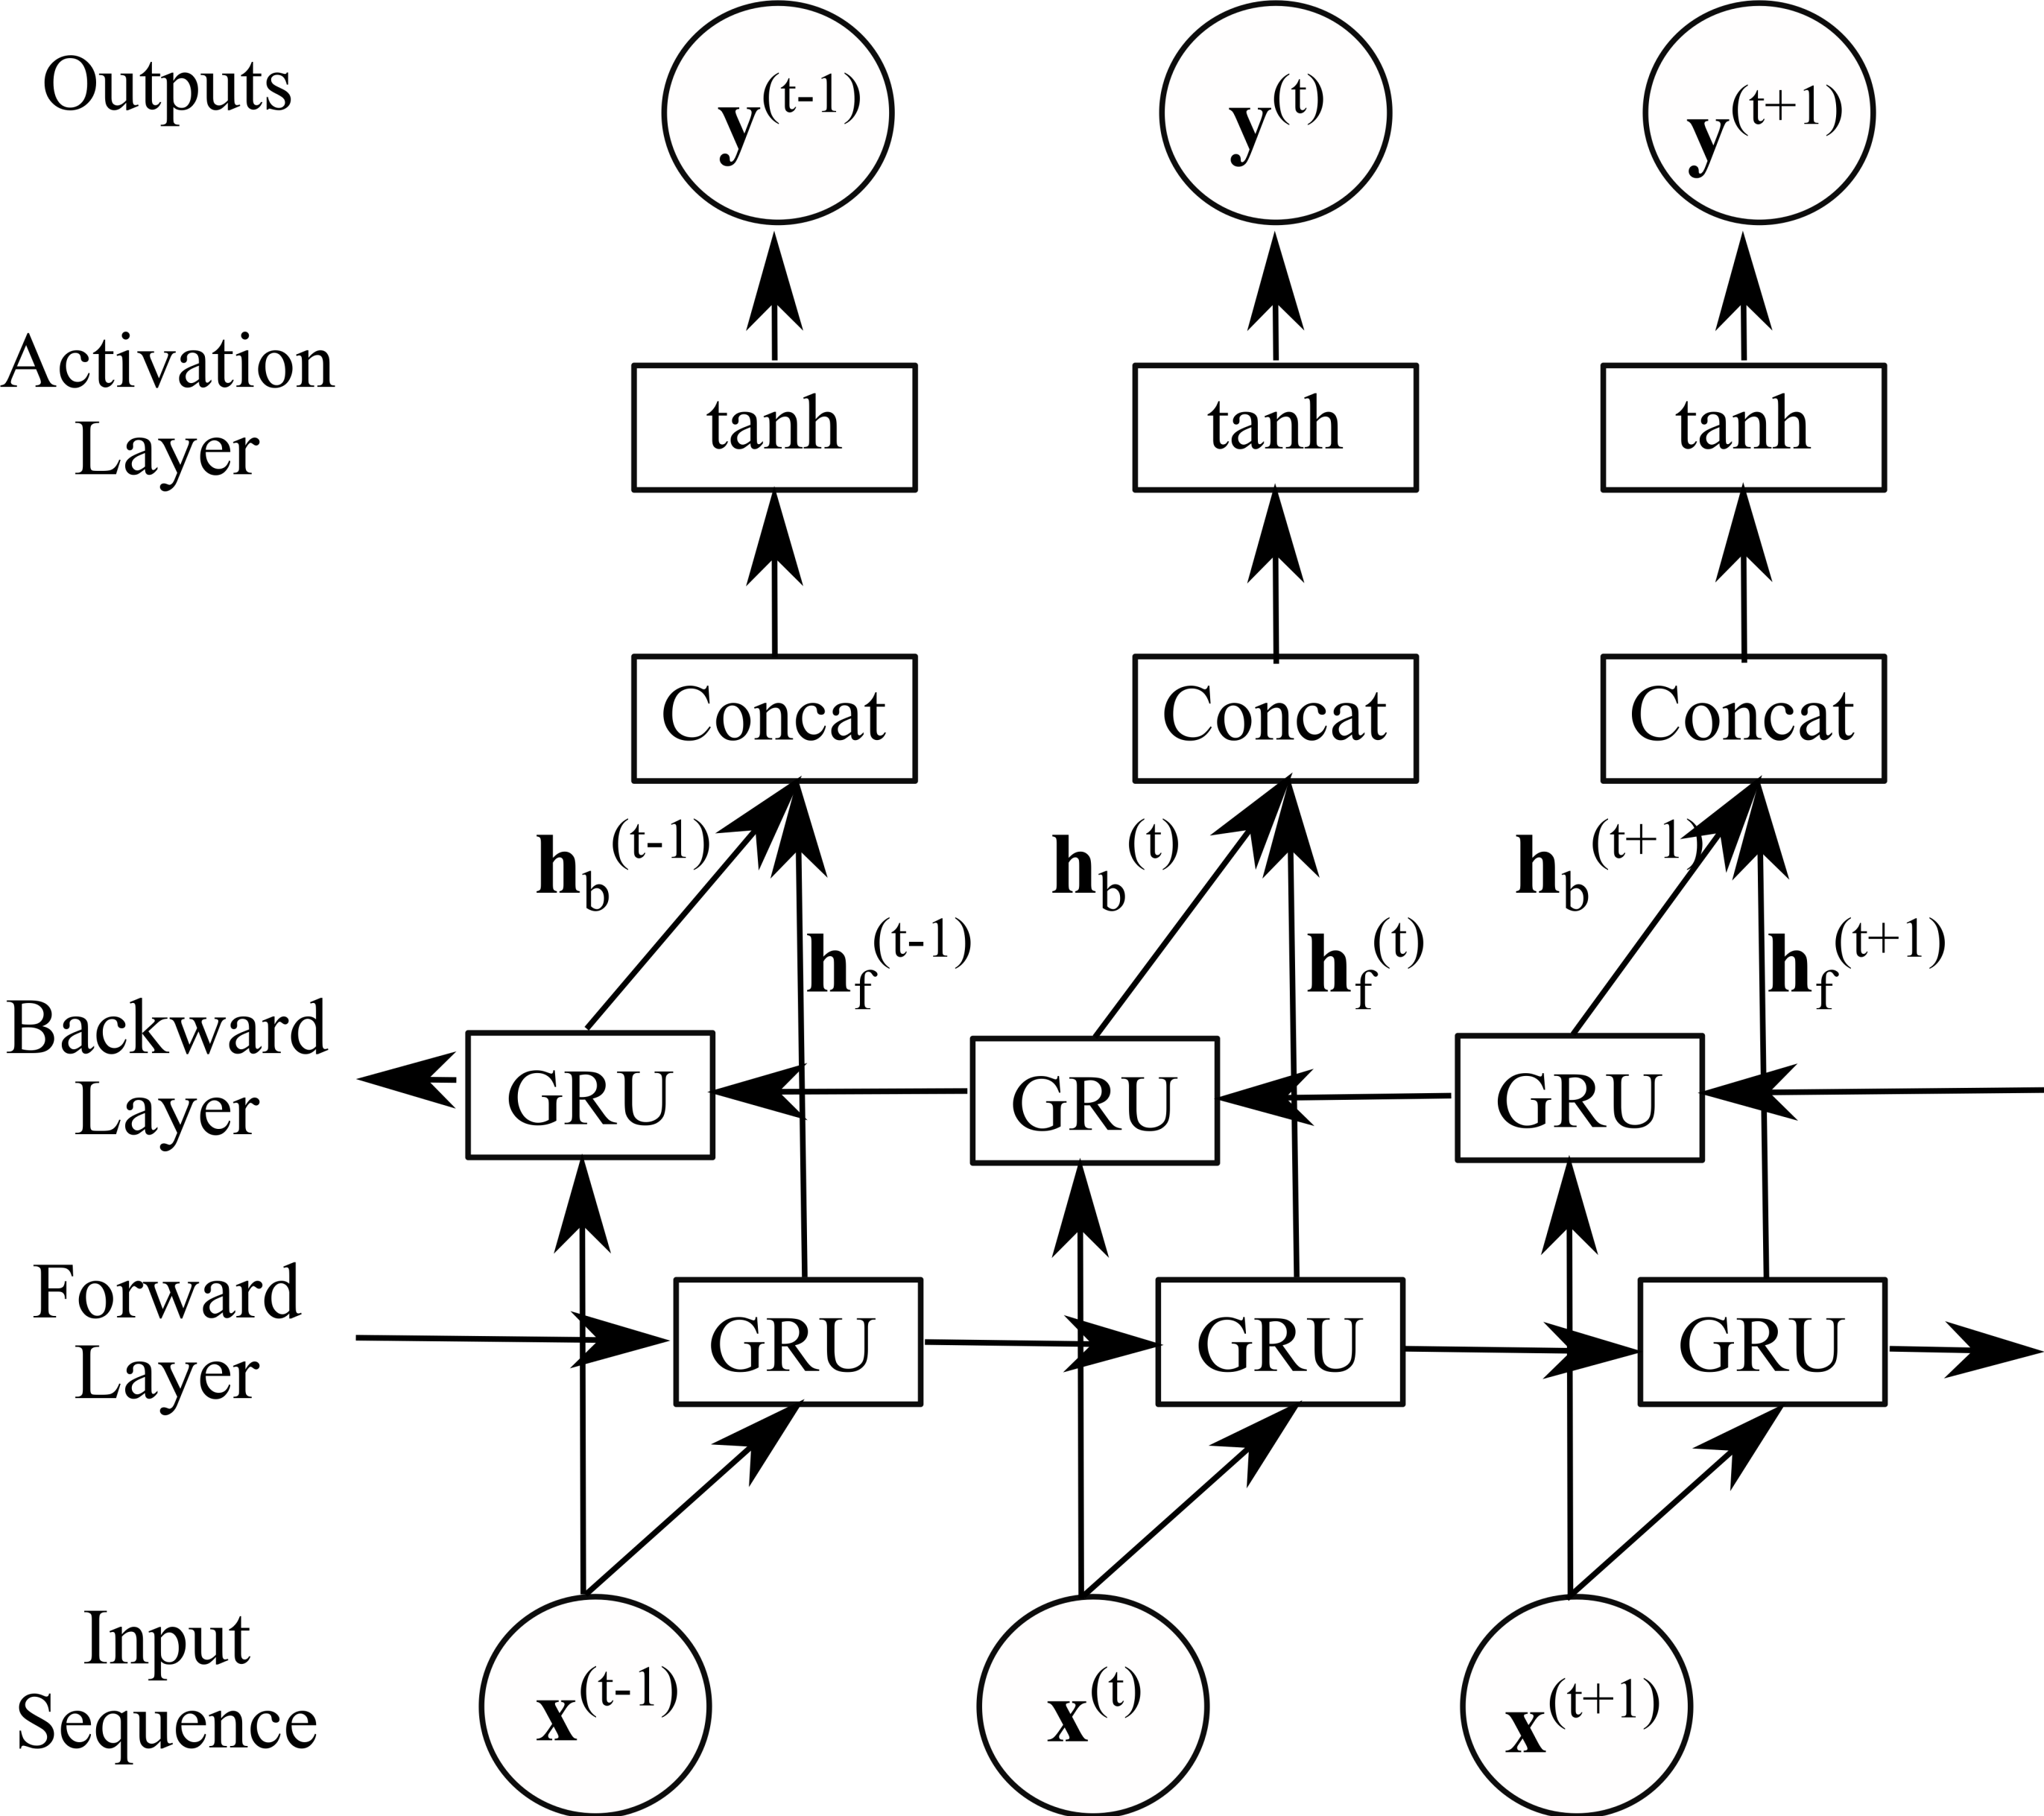 Outputs
y(t-1) y(t) y(t+1)
Activation
Layer
tanh tanh tanh
Concat Concat Concat
hb(t-1) hb(t) hb(t+1)
hf(t-1) hf(t) hf(t+1)
Backward
Layer
GRU GRU GRU
Forward
Layer
GRU GRU GRU
Input
Sequence
x(t-1) x(t) x(t+1)